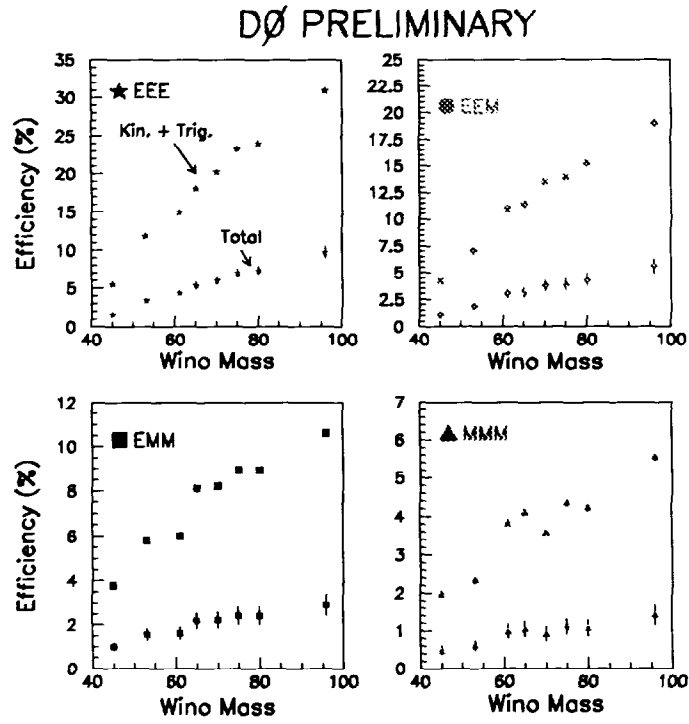 DØ PRELIMINARY
Efficiency (%)
35
30
25
20
15
10
5
0
★ EEE
Kin. + Trig.
Total
40 60 80 100
Wino Mass
25
22.5
20
17.5
15
12.5
10
7.5
5
2.5
0
EEM
40 60 80 100
Wino Mass
Efficiency (%)
12
10
8
6
4
2
0
■ EMM
40 60 80 100
Wino Mass
7
6
5
4
3
2
1
0
▲ MMM
40 60 80 100
Wino Mass